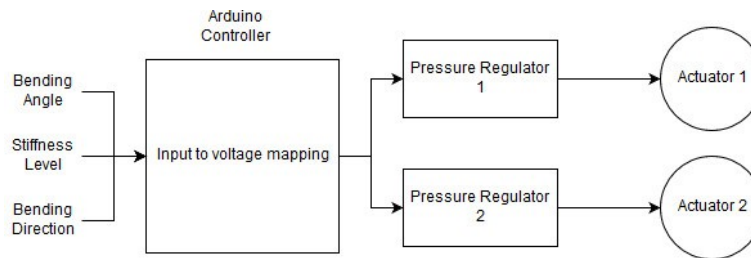 Arduino
Controller
Bending
Angle
Stiffness
Level
Bending
Direction
Input to voltage mapping
Pressure Regulator
1
Actuator 1
Pressure Regulator
2
Actuator 2